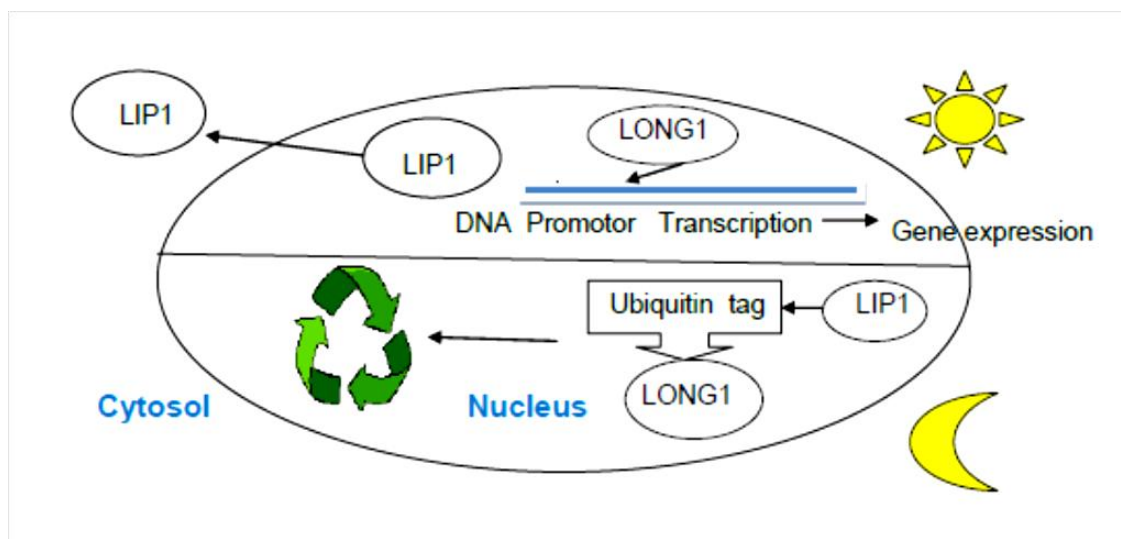 LIP1
LIP1
LONG1
DNA Promotor Transcription
Gene expression
Ubiquitin tag
LIP1
LONG1
Cytosol
Nucleus